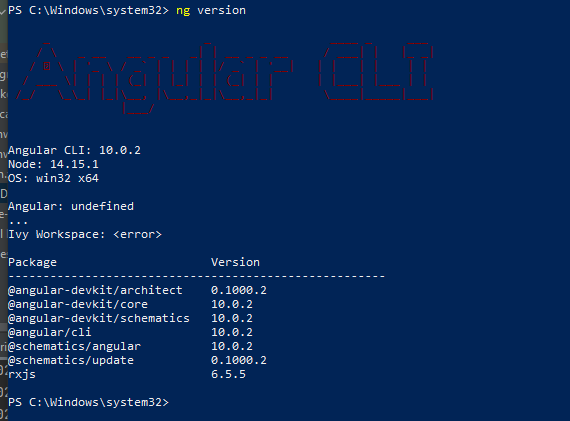 PS C:\Windows\system32> ng version
Angular CLI
Angular CLI: 10.0.2
Node: 14.15.1
OS: win32 x64
Angular: undefined
...
Ivy Workspace: <error>
Package Version
------------------------------------------------------
@angular-devkit/architect 0.1000.2
@angular-devkit/core 10.0.2
@angular-devkit/schematics 10.0.2
@angular/cli 10.0.2
@schematics/angular 10.0.2
@schematics/update 0.1000.2
rxjs 6.5.5
PS C:\Windows\system32>